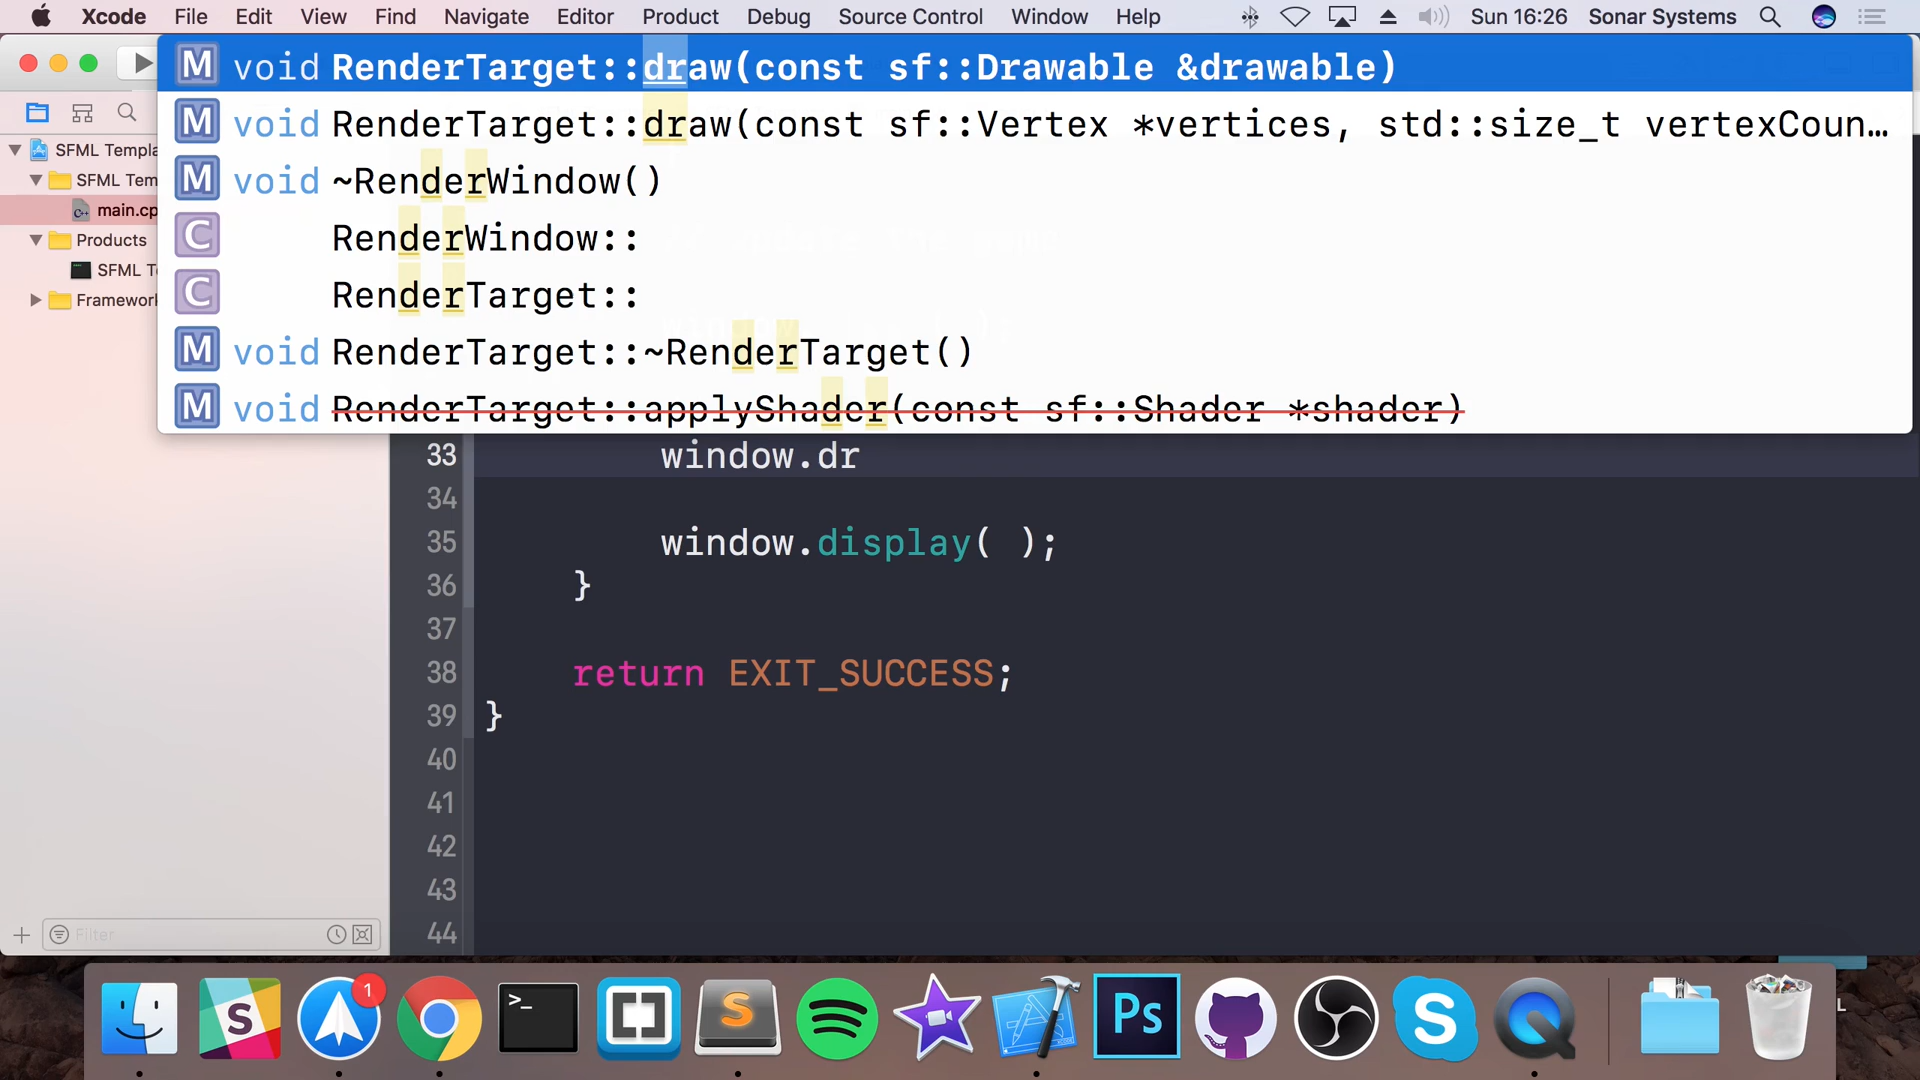 Xcode File Edit View Find Navigate Editor Product Debug Source Control Window Help Sun 16:26 Sonar Systems
void RenderTarget::draw(const sf::Drawable &drawable)
void RenderTarget::draw(const sf::Vertex *vertices, std::size_t vertexCoun…
void ~RenderWindow()
RenderWindow::
RenderTarget::
void RenderTarget::~RenderTarget()
void RenderTarget::applyShader(const sf::Shader *shader)
SFML Templa
SFML Tem
main.cp
Products
SFML T
Framework
33 window.dr
34
35 window.display( );
36 }
37
38 return EXIT_SUCCESS;
39 }
40
41
42
43
44
Filter
1
>_
Ps